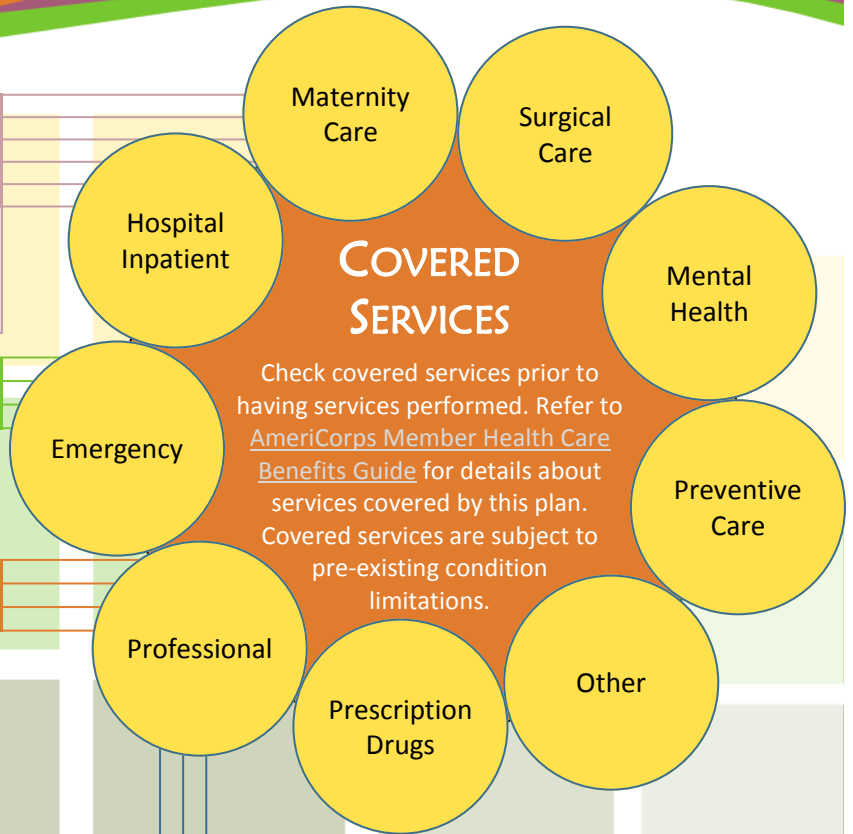 Maternity
Care
Surgical
Care
Hospital
Inpatient
Mental
Health
Emergency
Preventive
Care
Professional
Other
Prescription
Drugs
COVERED
SERVICES
Check covered services prior to
having services performed. Refer to
AmeriCorps Member Health Care
Benefits Guide for details about
services covered by this plan.
Covered services are subject to
pre-existing condition
limitations.